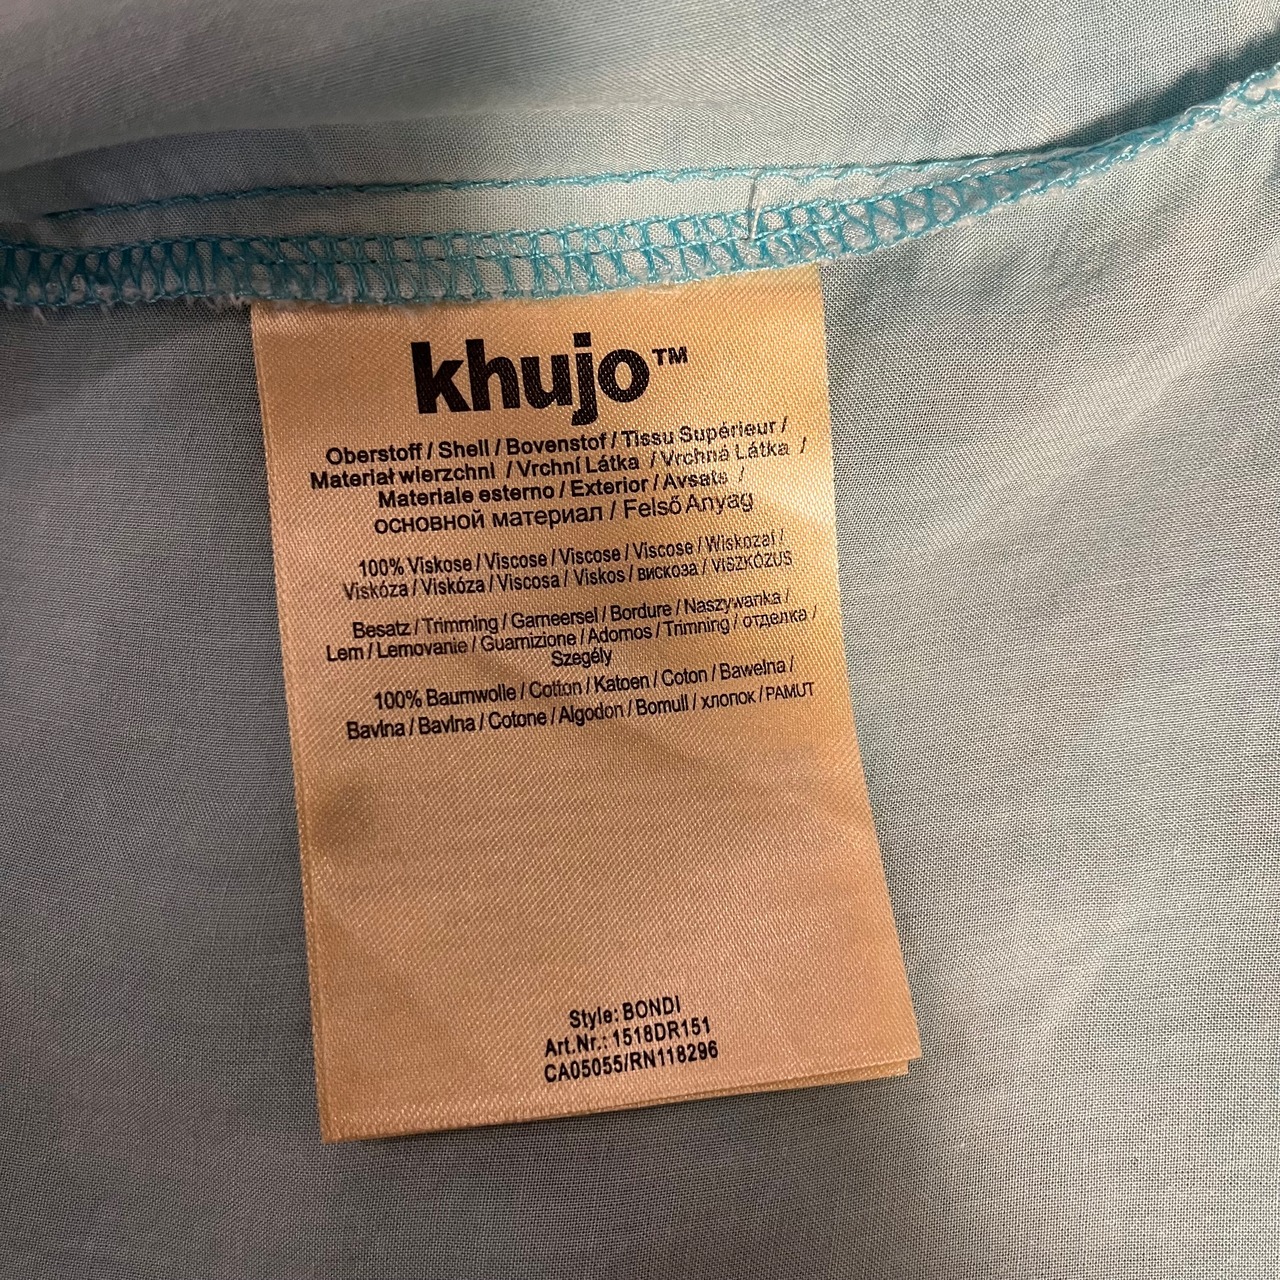 khujo™
Oberstoff / Shell / Bovenstof / Tissu Supérieur /
Materiał wierzchni / Vrchní Látka / Vrchná Látka /
Materiale esterno / Exterior / Avsats /
основной материал / Felső Anyag
100% Viskose / Viscose / Viscose / Viscose / Wiskozaf /
Viskóza / Viskóza / Viscosa / Viskos / вискоза / VISZKÓZUS
Besatz / Trimming / Garneersel / Bordure / Naszywanka /
Lem / Lemovanie / Guarnizione / Adornos / Trimming / отделка /
Szegély
100% Baumwolle / Cotton / Katoen / Coton / Bawełna /
Bavlna / Bavlna / Cotone / Algodon / Bomull / хлопок / PAMUT
Style: BONDI
Art.Nr.: 1518DR151
CA05055/RN118296